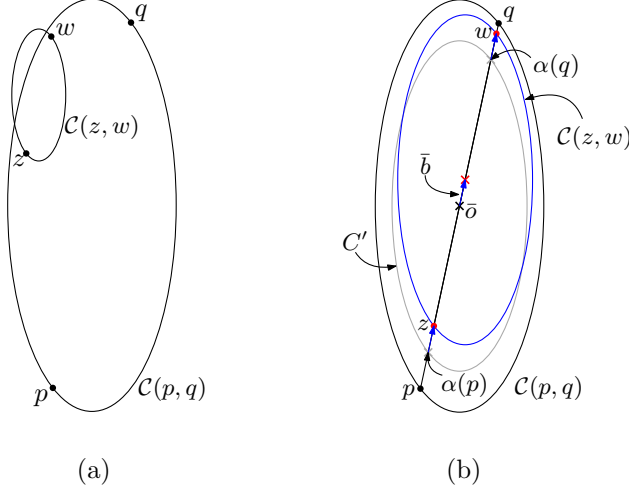 w
q
𝒞(z, w)
z
p
𝒞(p, q)
(a)
q
w
α(q)
𝒞(z, w)
b̄
ō
C′
z
α(p)
p
𝒞(p, q)
(b)